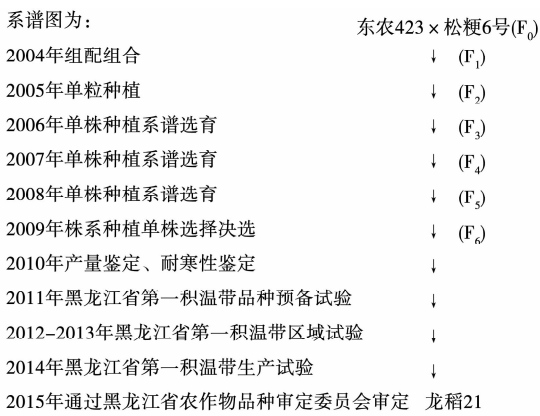 系谱图为：
东农423×松粳6号(F₀)
2004年组配组合 ↓ (F₁)
2005年单粒种植 ↓ (F₂)
2006年单株种植系谱选育 ↓ (F₃)
2007年单株种植系谱选育 ↓ (F₄)
2008年单株种植系谱选育 ↓ (F₅)
2009年株系种植单株选择决选 ↓ (F₆)
2010年产量鉴定、耐寒性鉴定 ↓
2011年黑龙江省第一积温带品种预备试验 ↓
2012-2013年黑龙江省第一积温带区域试验 ↓
2014年黑龙江省第一积温带生产试验 ↓
2015年通过黑龙江省农作物品种审定委员会审定 龙稻21